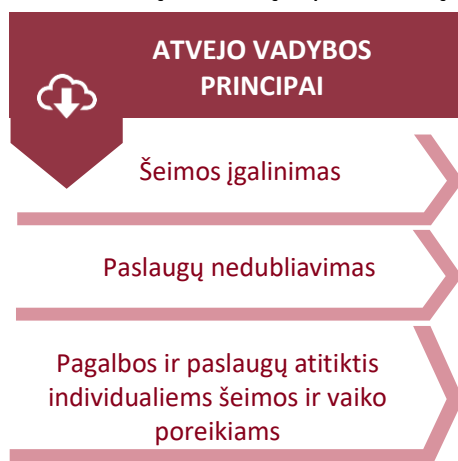 ATVEJO VADYBOS
PRINCIPAI
Šeimos įgalinimas
Paslaugų nedubliavimas
Pagalbos ir paslaugų atitiktis
individualiems šeimos ir vaiko
poreikiams